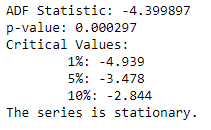 ADF Statistic: -4.399897
p-value: 0.000297
Critical Values:
1%: -4.939
5%: -3.478
10%: -2.844
The series is stationary.